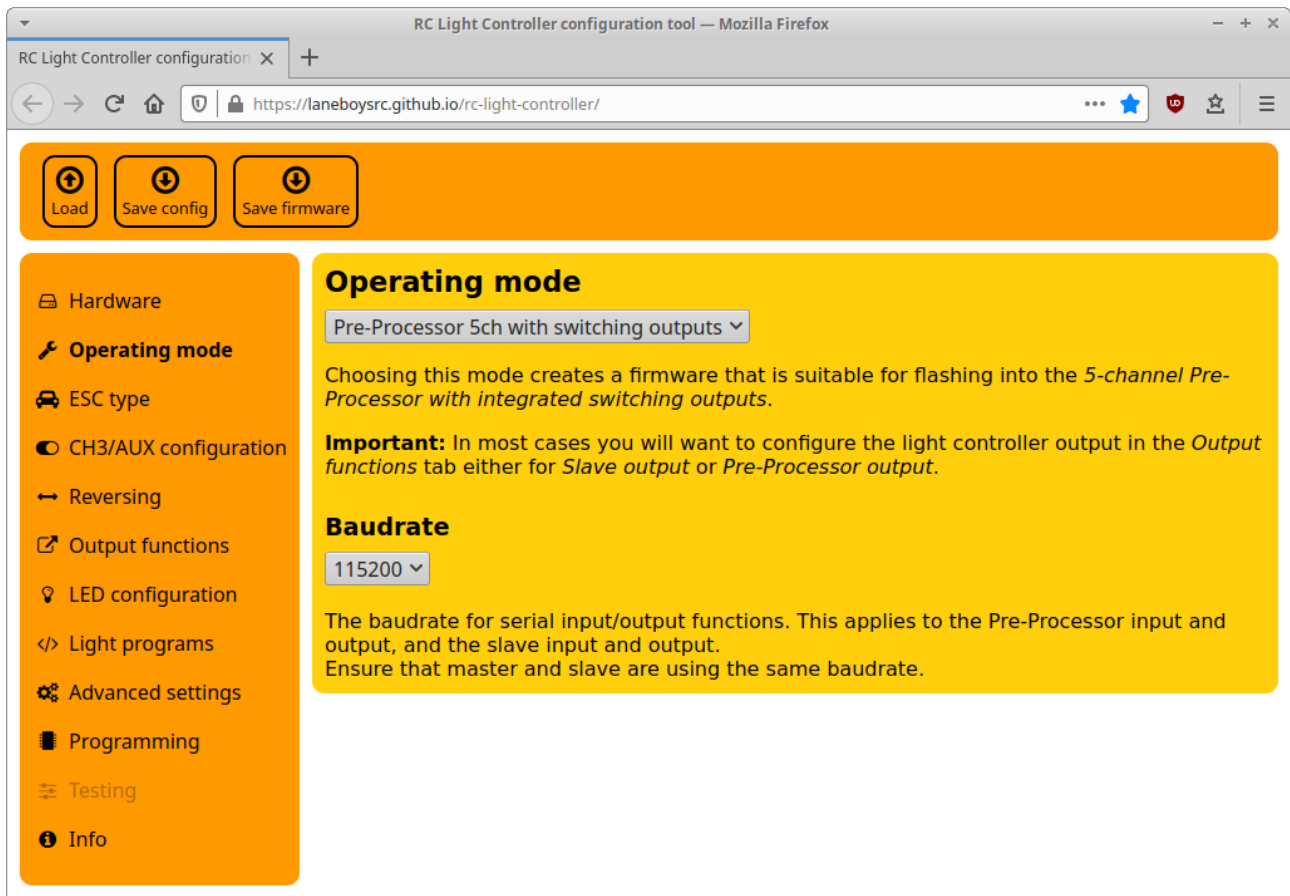 RC Light Controller configuration tool — Mozilla Firefox
RC Light Controller configuration
https://laneboysrc.github.io/rc-light-controller/
Load
Save config
Save firmware
Hardware
Operating mode
ESC type
CH3/AUX configuration
Reversing
Output functions
LED configuration
Light programs
Advanced settings
Programming
Testing
Info
Operating mode
Pre-Processor 5ch with switching outputs
Choosing this mode creates a firmware that is suitable for flashing into the 5-channel Pre-
Processor with integrated switching outputs.
Important: In most cases you will want to configure the light controller output in the Output
functions tab either for Slave output or Pre-Processor output.
Baudrate
115200
The baudrate for serial input/output functions. This applies to the Pre-Processor input and
output, and the slave input and output.
Ensure that master and slave are using the same baudrate.